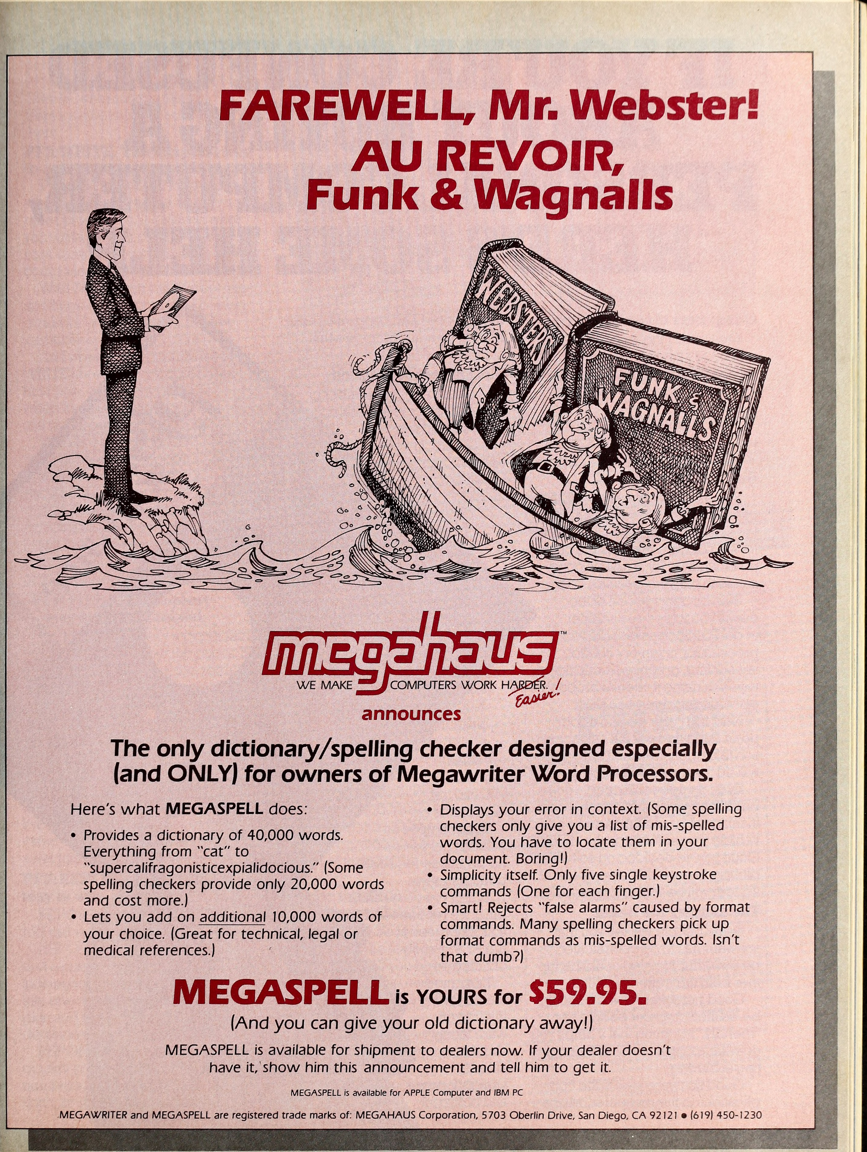 FAREWELL, Mr. Webster!
AU REVOIR,
Funk & Wagnalls
WEBSTERS
FUNK &
WAGNALLS
megahaus™
WE MAKE COMPUTERS WORK HARDER.
Easier!
announces
The only dictionary/spelling checker designed especially
(and ONLY) for owners of Megawriter Word Processors.
Here's what MEGASPELL does:
• Provides a dictionary of 40,000 words.
Everything from "cat" to
"supercalifragonisticexpialidocious." (Some
spelling checkers provide only 20,000 words
and cost more.)
• Lets you add on additional 10,000 words of
your choice. (Great for technical, legal or
medical references.)
• Displays your error in context. (Some spelling
checkers only give you a list of mis-spelled
words. You have to locate them in your
document. Boring!)
• Simplicity itself. Only five single keystroke
commands (One for each finger.)
• Smart! Rejects "false alarms" caused by format
commands. Many spelling checkers pick up
format commands as mis-spelled words. Isn't
that dumb?)
MEGASPELL is YOURS for $59.95.
(And you can give your old dictionary away!)
MEGASPELL is available for shipment to dealers now. If your dealer doesn't
have it, show him this announcement and tell him to get it.
MEGASPELL is available for APPLE Computer and IBM PC
MEGAWRITER and MEGASPELL are registered trade marks of: MEGAHAUS Corporation, 5703 Oberlin Drive, San Diego, CA 92121 • (619) 450-1230